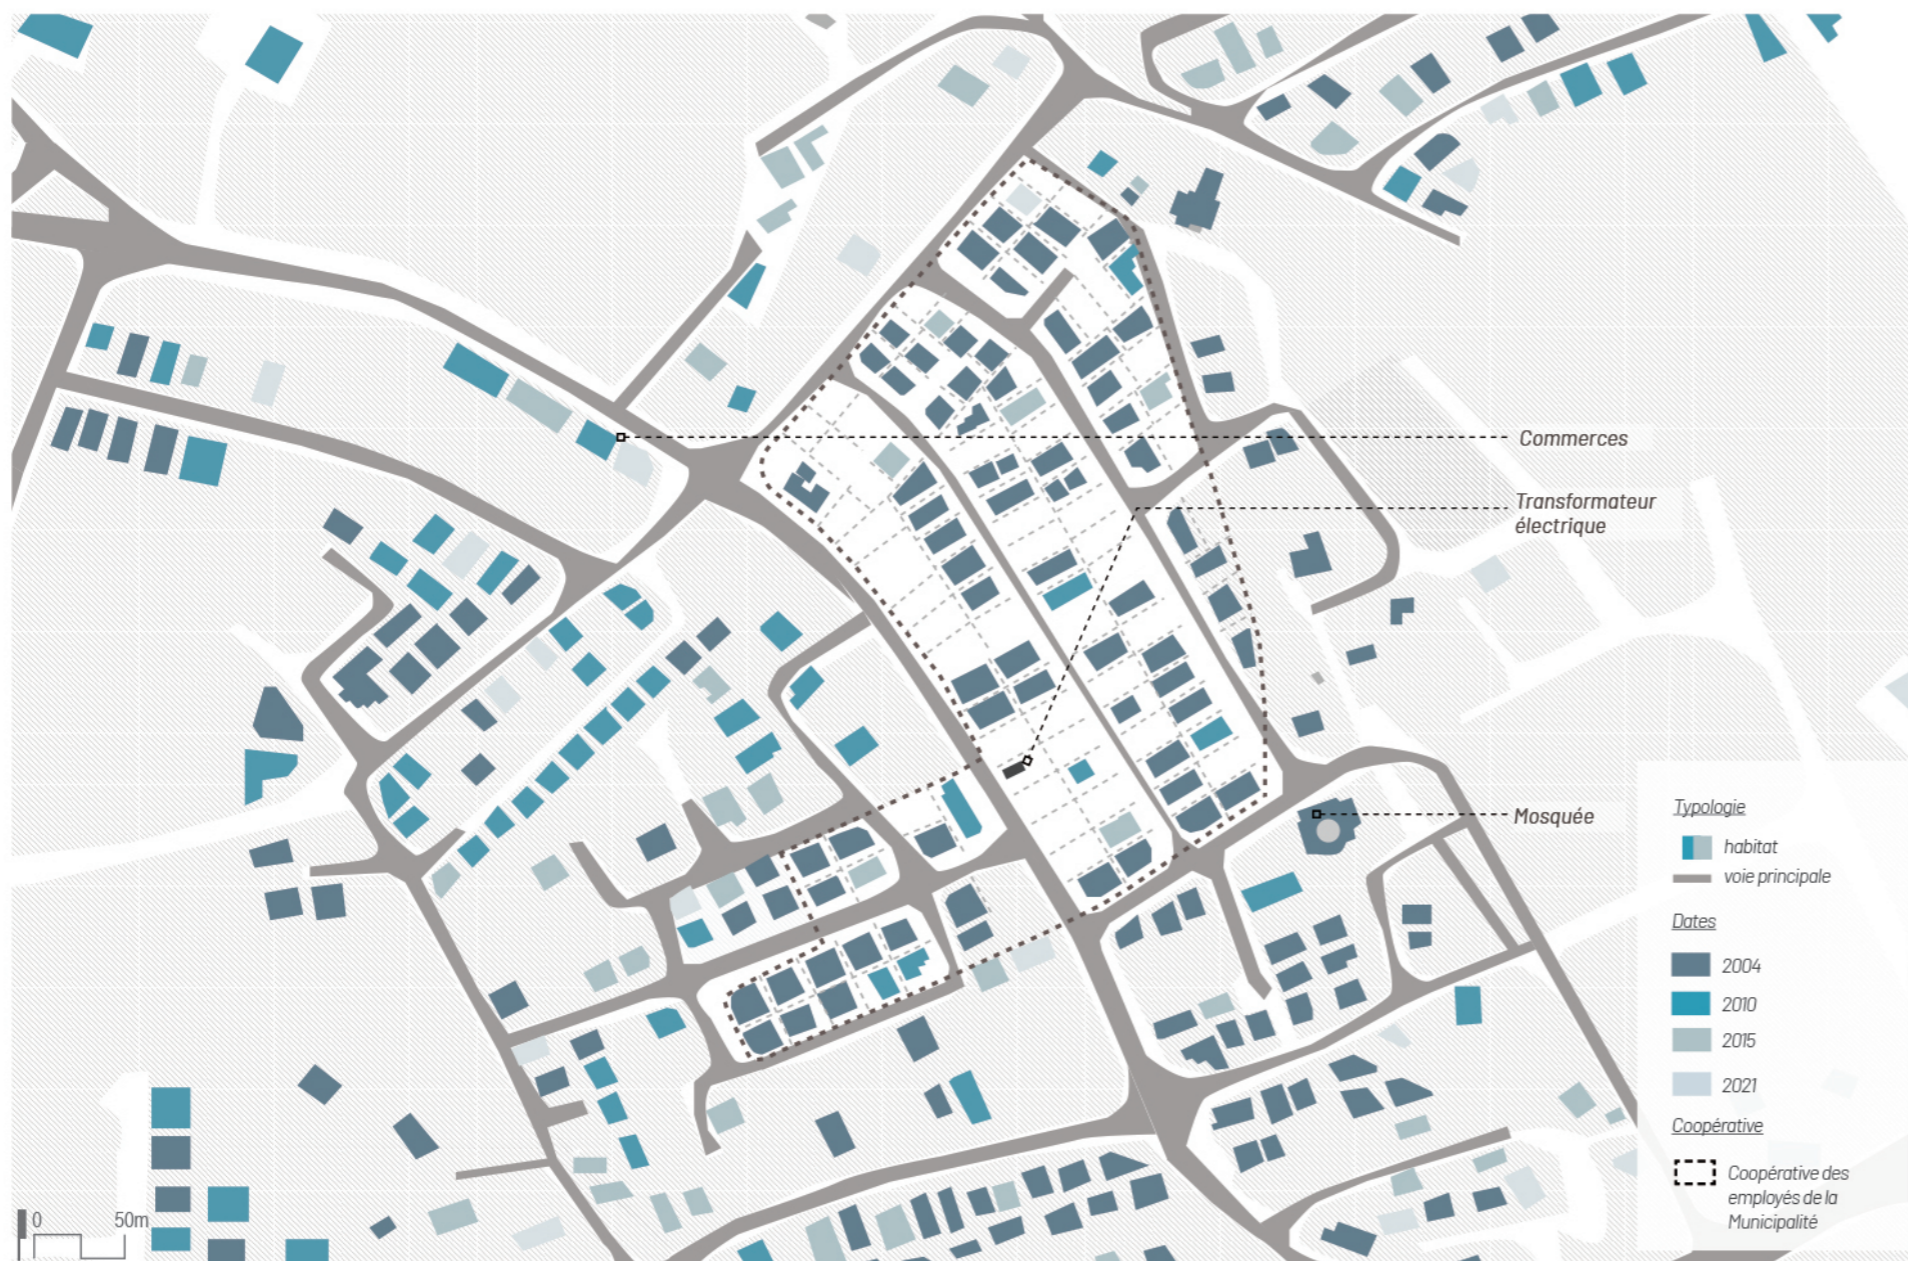 Commerces
Transformateur
électrique
Mosquée
Typologie
habitat
voie principale
Dates
2004
2010
2015
2021
Coopérative
Coopérative des
employés de la
Municipalité
0 50m